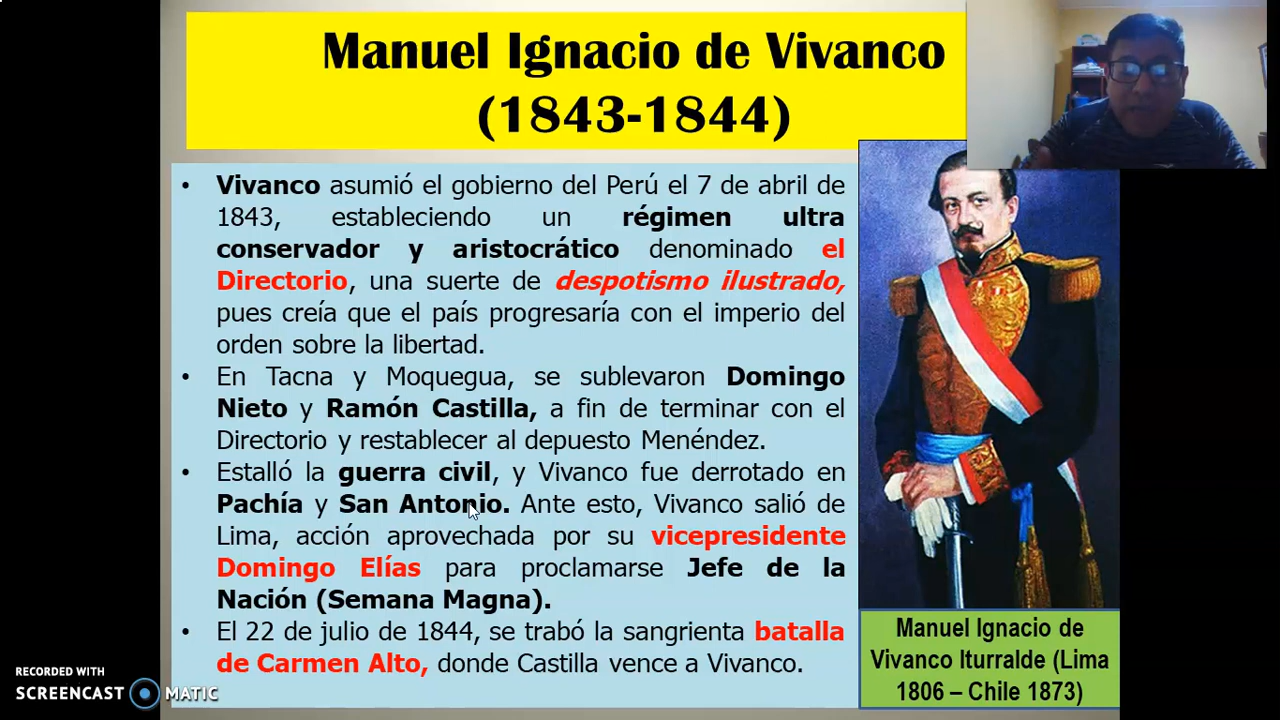 Manuel Ignacio de Vivanco
(1843-1844)
• Vivanco asumió el gobierno del Perú el 7 de abril de
1843, estableciendo un régimen ultra
conservador y aristocrático denominado el
Directorio, una suerte de despotismo ilustrado,
pues creía que el país progresaría con el imperio del
orden sobre la libertad.
• En Tacna y Moquegua, se sublevaron Domingo
Nieto y Ramón Castilla, a fin de terminar con el
Directorio y restablecer al depuesto Menéndez.
• Estalló la guerra civil, y Vivanco fue derrotado en
Pachía y San Antonio. Ante esto, Vivanco salió de
Lima, acción aprovechada por su vicepresidente
Domingo Elías para proclamarse Jefe de la
Nación (Semana Magna).
• El 22 de julio de 1844, se trabó la sangrienta batalla
de Carmen Alto, donde Castilla vence a Vivanco.
Manuel Ignacio de
Vivanco Iturralde (Lima
1806 – Chile 1873)
RECORDED WITH
SCREENCAST MATIC